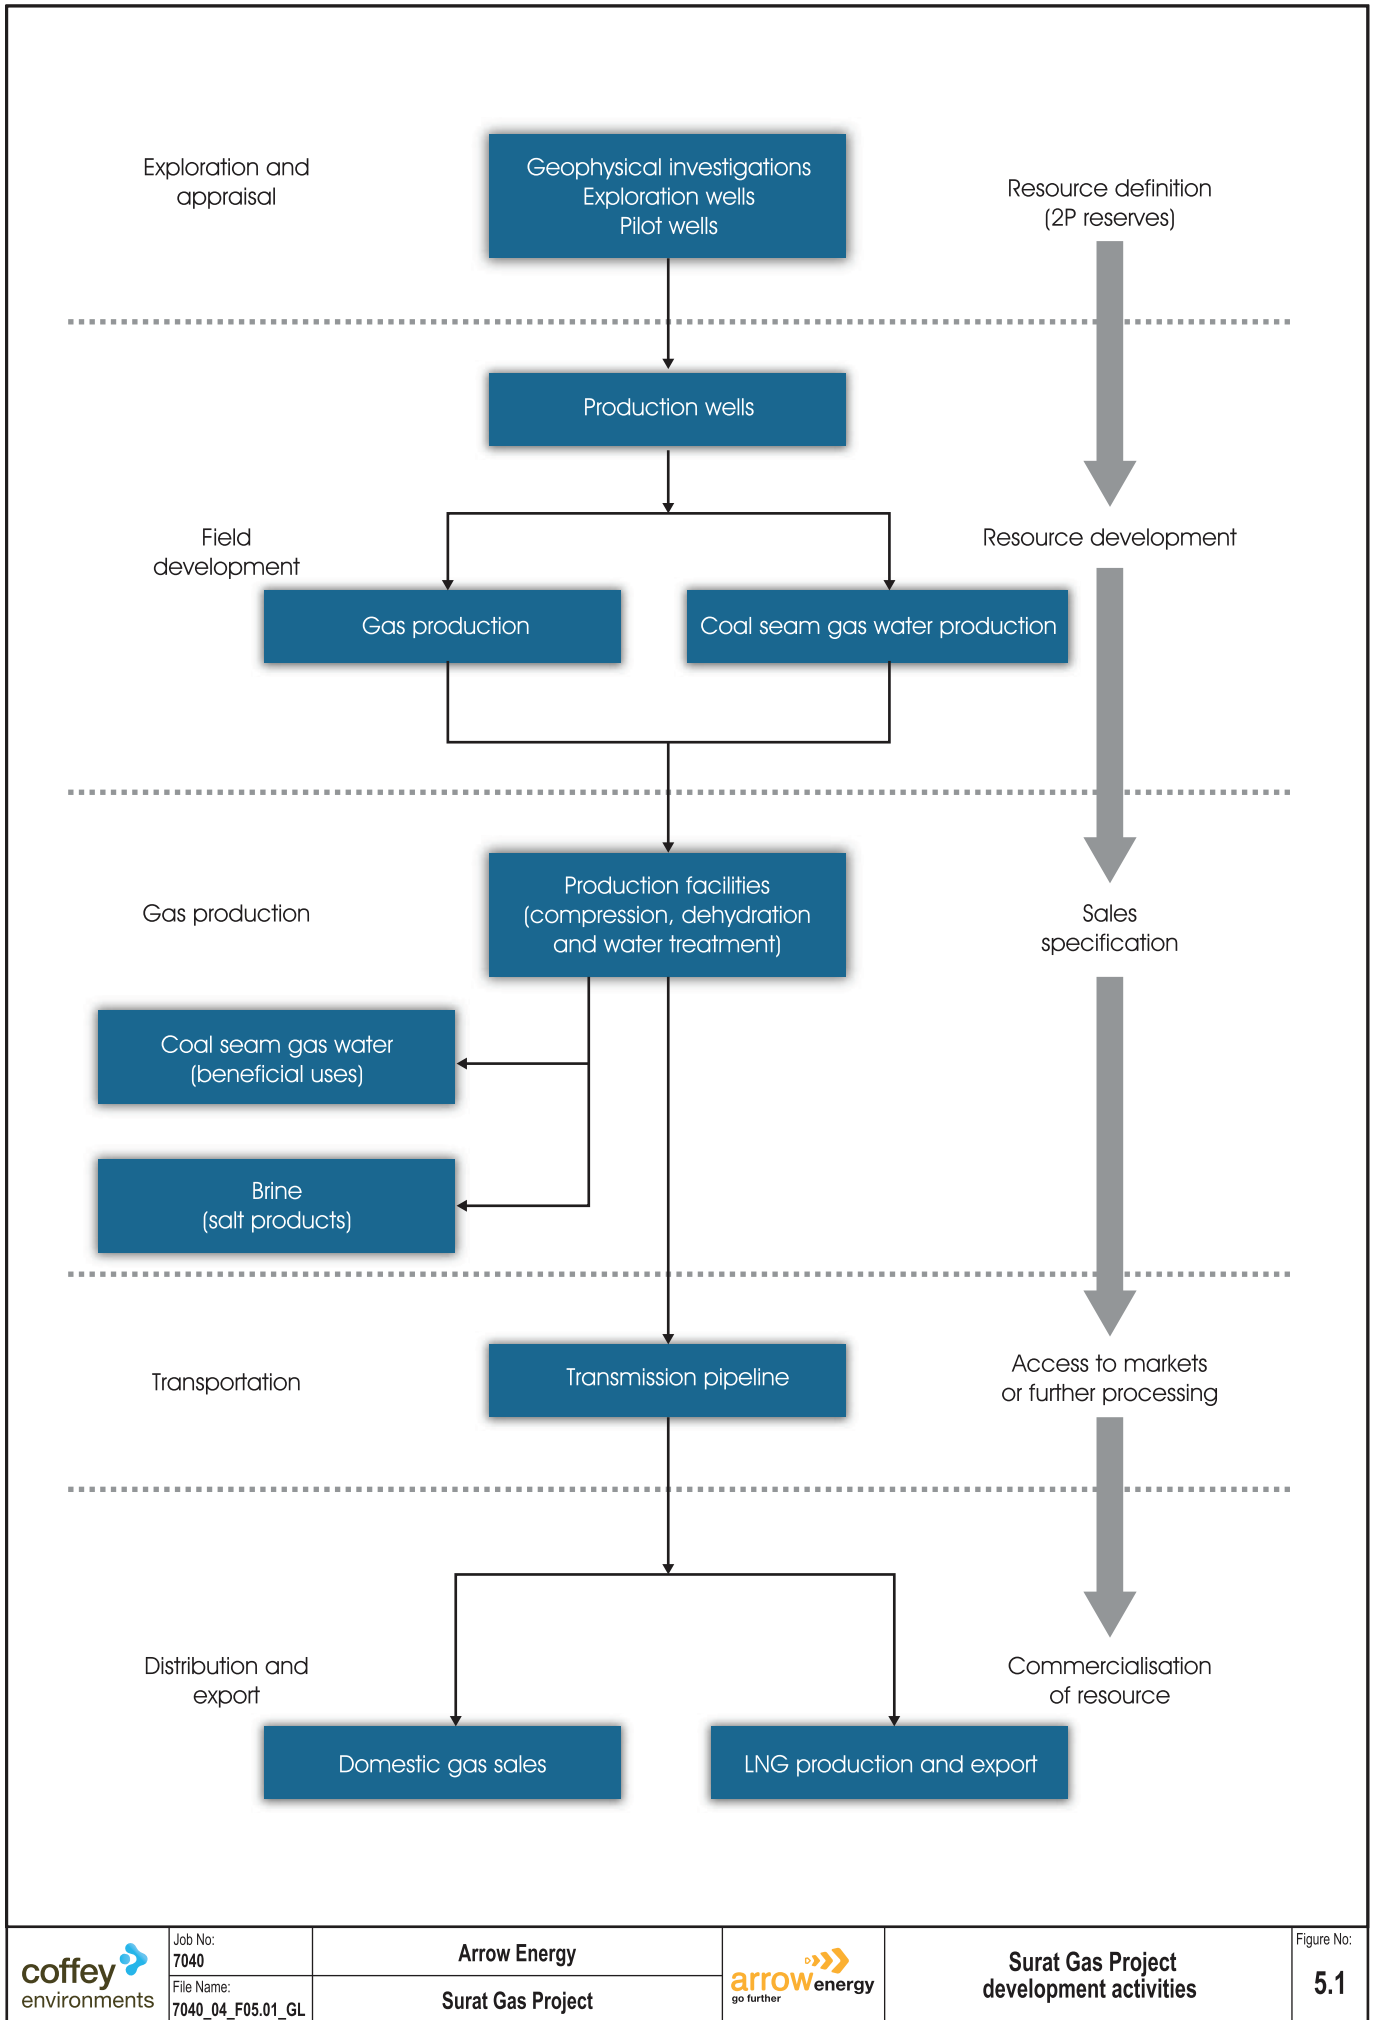 Exploration and
appraisal
Geophysical investigations
Exploration wells
Pilot wells
Resource definition
(2P reserves)
Production wells
Field
development
Resource development
Gas production
Coal seam gas water production
Gas production
Production facilities
(compression, dehydration
and water treatment)
Sales
specification
Coal seam gas water
(beneficial uses)
Brine
(salt products)
Transportation
Transmission pipeline
Access to markets
or further processing
Distribution and
export
Commercialisation
of resource
Domestic gas sales
LNG production and export
coffey
environments
Job No:
7040
File Name:
7040_04_F05.01_GL
Arrow Energy
Surat Gas Project
arrowenergy
go further
Surat Gas Project
development activities
Figure No:
5.1